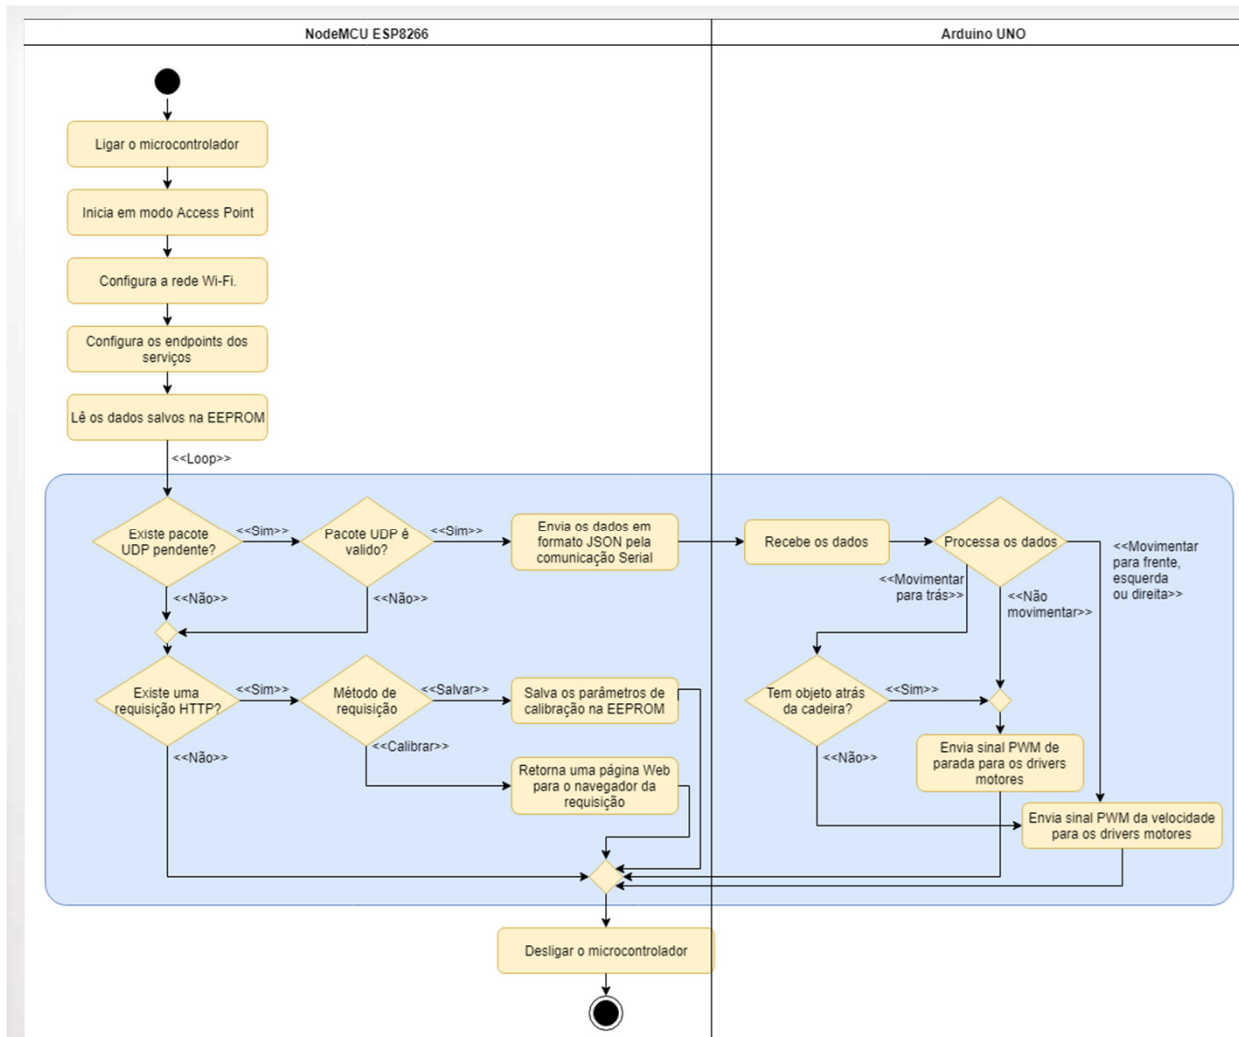 NodeMCU ESP8266
Arduino UNO
Ligar o microcontrolador
Inicia em modo Access Point
Configura a rede Wi-Fi.
Configura os endpoints dos
serviços
Lê os dados salvos na EEPROM
<<Loop>>
Existe pacote
UDP pendente?
<<Sim>>
Pacote UDP è
valido?
<<Sim>>
Envia os dados em
formato JSON pela
comunicação Serial
Recebe os dados
Processa os dados
<<Movimentar
para frente,
esquerda
ou direita>>
<<Movimentar
para trás>>
<<Não
movimentar>>
<<Não>>
<<Não>>
Existe uma
requisição HTTP?
<<Sim>>
Método de
requisição
<<Salvar>>
Salva os parâmetros de
calibração na EEPROM
Tem objeto atrás
da cadeira?
<<Sim>>
<<Não>>
<<Calibrar>>
Retorna uma página Web
para o navegador da
requisição
<<Não>>
Envia sinal PWM de
parada para os drivers
motores
Envia sinal PWM da velocidade
para os drivers motores
Desligar o microcontrolador